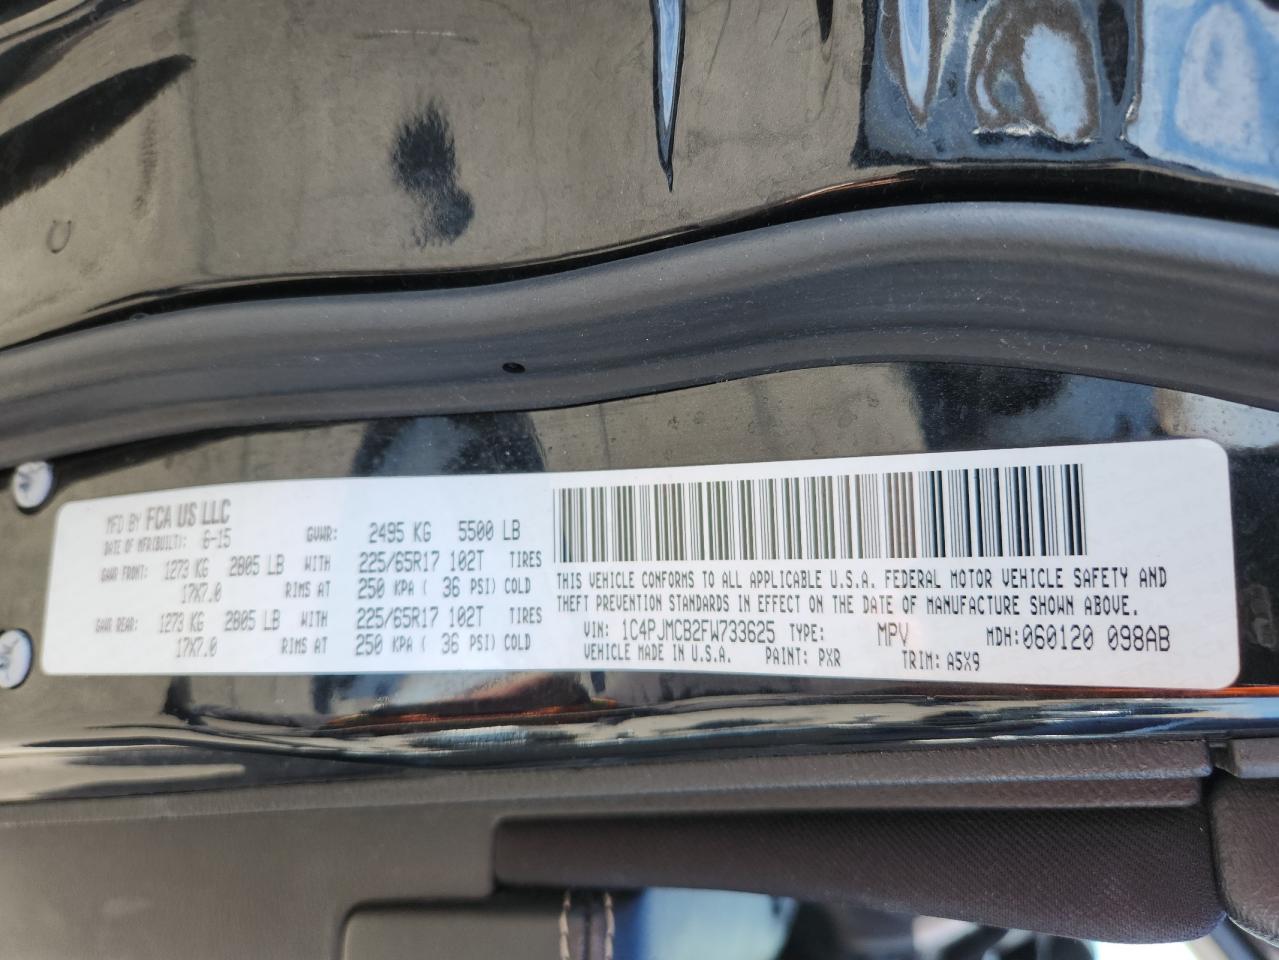 MFD BY FCA US LLC
DATE OF MFR(BUILT): 6-15 GVWR: 2495 KG 5500 LB
GAWR FRONT: 1273 KG 2805 LB WITH 225/65R17 102T TIRES
17X7.0 RIMS AT 250 KPA ( 36 PSI) COLD
GAWR REAR: 1273 KG 2805 LB WITH 225/65R17 102T TIRES
17X7.0 RIMS AT 250 KPA ( 36 PSI) COLD
THIS VEHICLE CONFORMS TO ALL APPLICABLE U.S.A. FEDERAL MOTOR VEHICLE SAFETY AND
THEFT PREVENTION STANDARDS IN EFFECT ON THE DATE OF MANUFACTURE SHOWN ABOVE.
VIN: 1C4PJMCB2FW733625 TYPE: MPV MDH:060120 098AB
VEHICLE MADE IN U.S.A. PAINT: PXR TRIM: A5X9